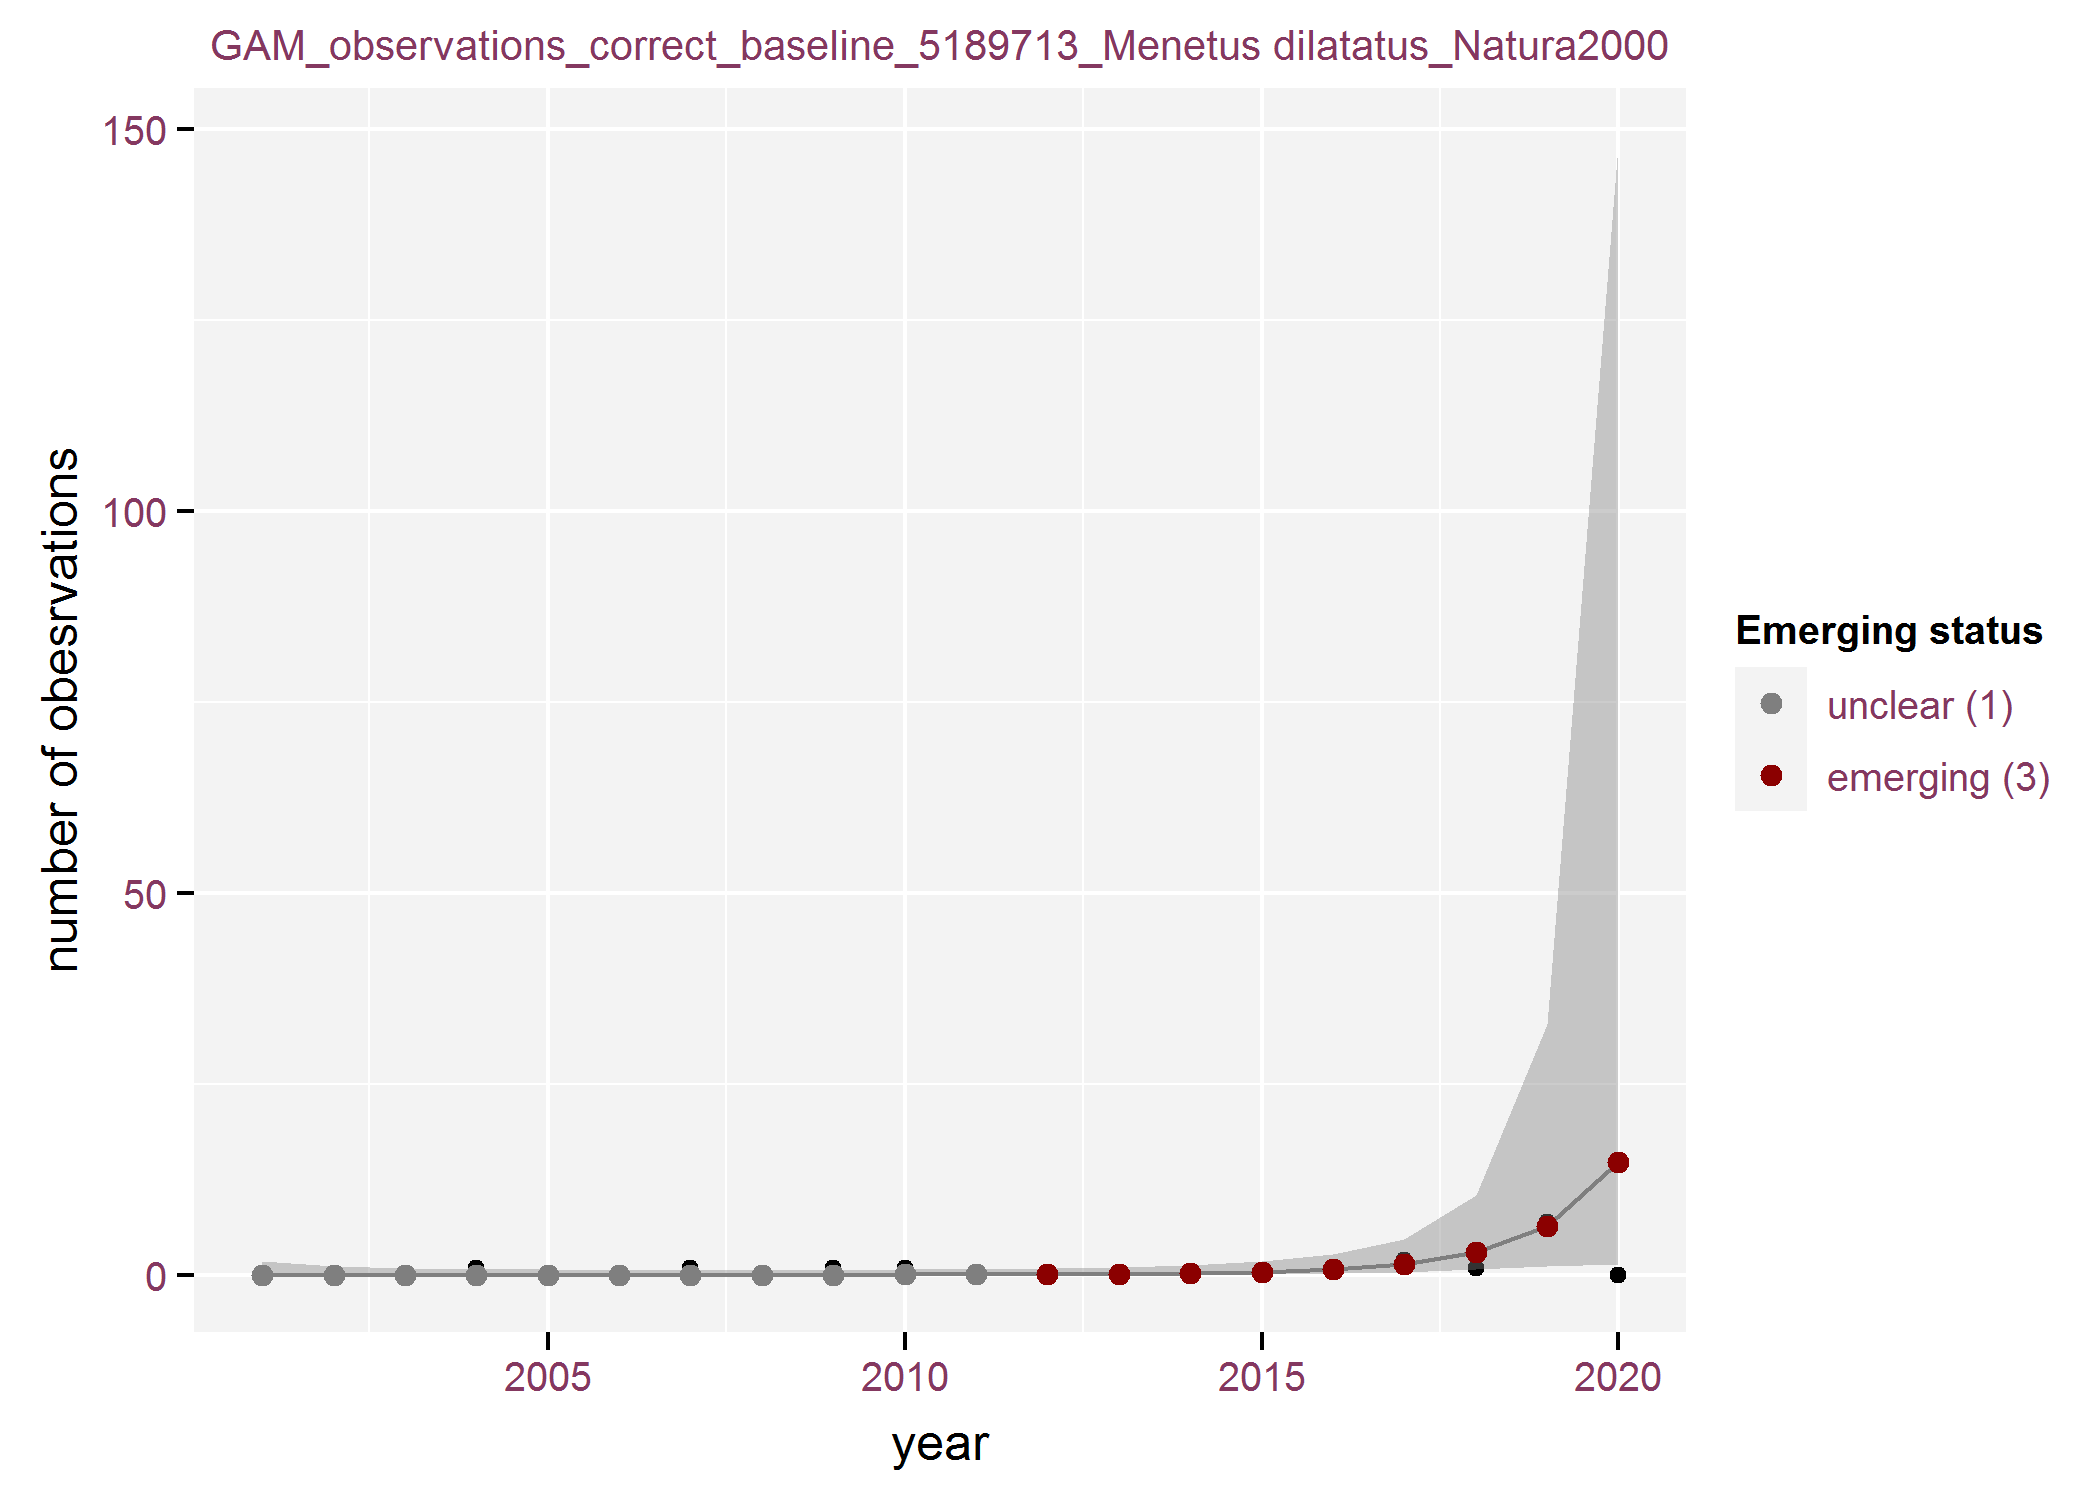 GAM_observations_correct_baseline_5189713_Menetus dilatatus_Natura2000
150
100
50
0
number of obesrvations
2005 2010 2015 2020
year
Emerging status
unclear (1)
emerging (3)